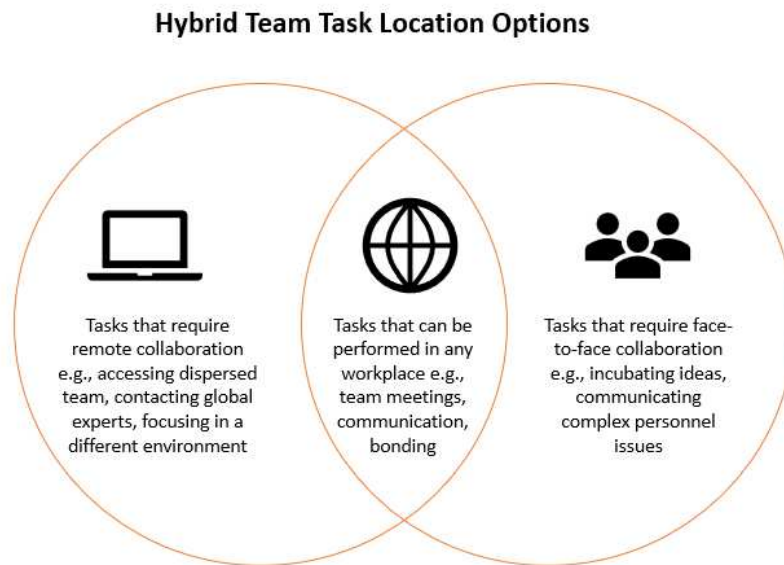 Hybrid Team Task Location Options
Tasks that require
remote collaboration
e.g., accessing dispersed
team, contacting global
experts, focusing in a
different environment
Tasks that can be
performed in any
workplace e.g.,
team meetings,
communication,
bonding
Tasks that require face-
to-face collaboration
e.g., incubating ideas,
communicating
complex personnel
issues